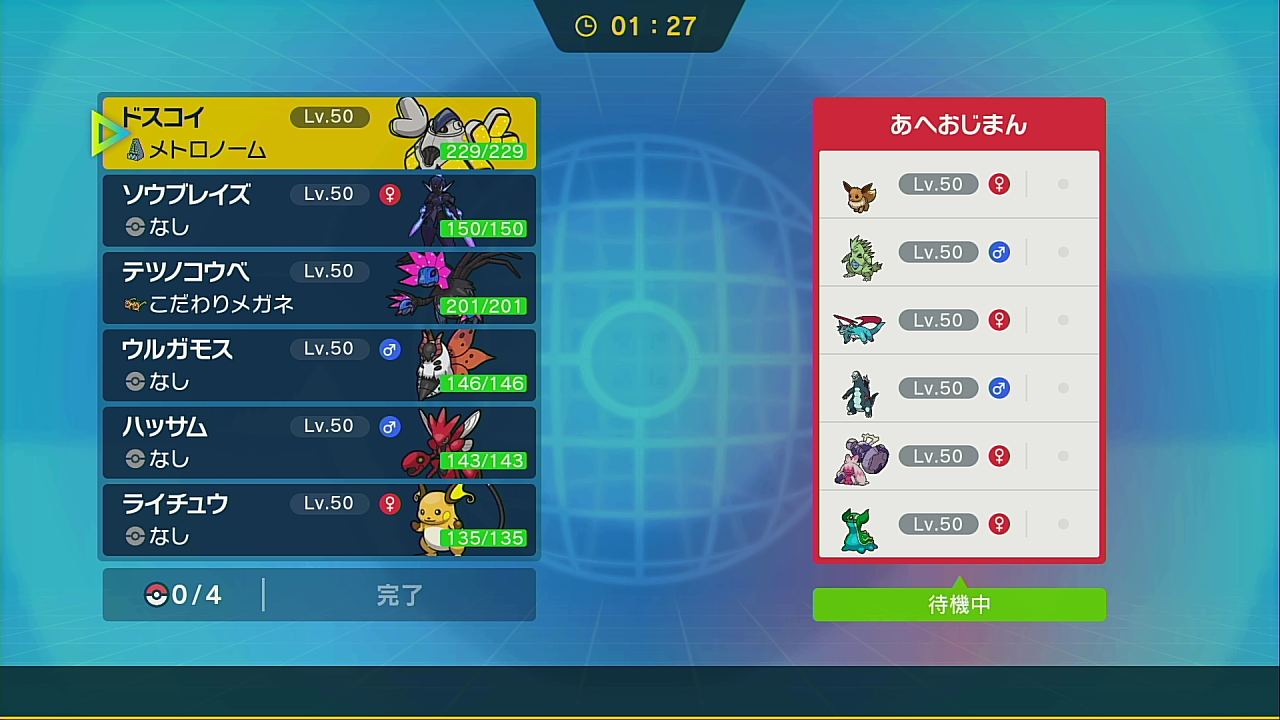 01:27
ドスコイ Lv.50
メトロノーム 229/229
ソウブレイズ Lv.50 ♀
なし 150/150
テツノコウベ Lv.50
こだわりメガネ 201/201
ウルガモス Lv.50 ♂
なし 146/146
ハッサム Lv.50 ♂
なし 143/143
ライチュウ Lv.50 ♀
なし 135/135
0/4 完了
あへおじまん
Lv.50 ♀
Lv.50 ♂
Lv.50 ♀
Lv.50 ♂
Lv.50 ♀
Lv.50 ♀
待機中